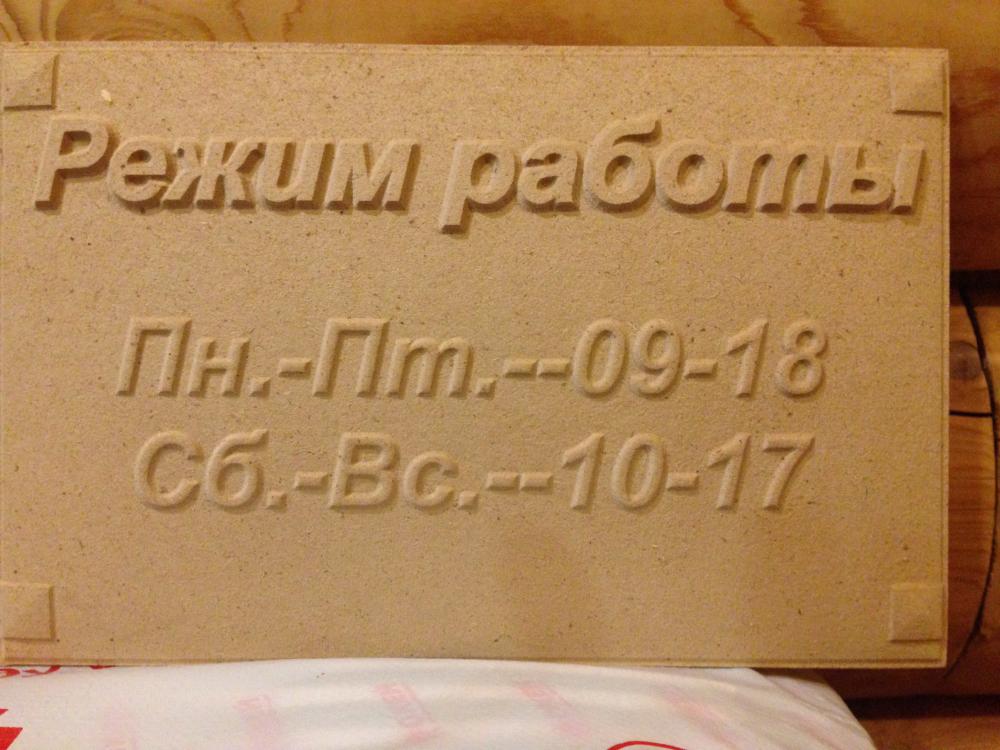 Режим работы
Пн.-Пт.--09-18
Сб.-Вс.--10-17